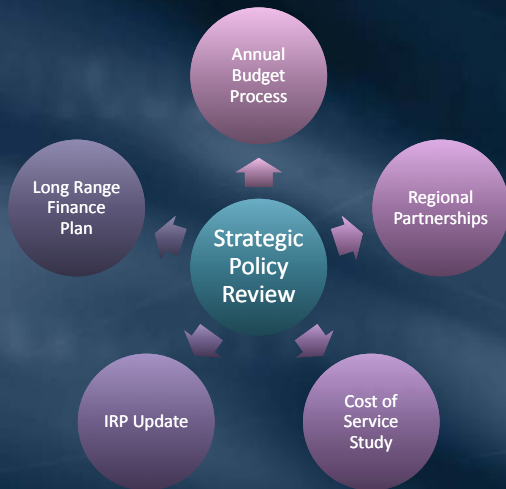 Annual
Budget
Process
Long Range
Finance
Plan
Regional
Partnerships
Strategic
Policy
Review
IRP Update
Cost of
Service
Study